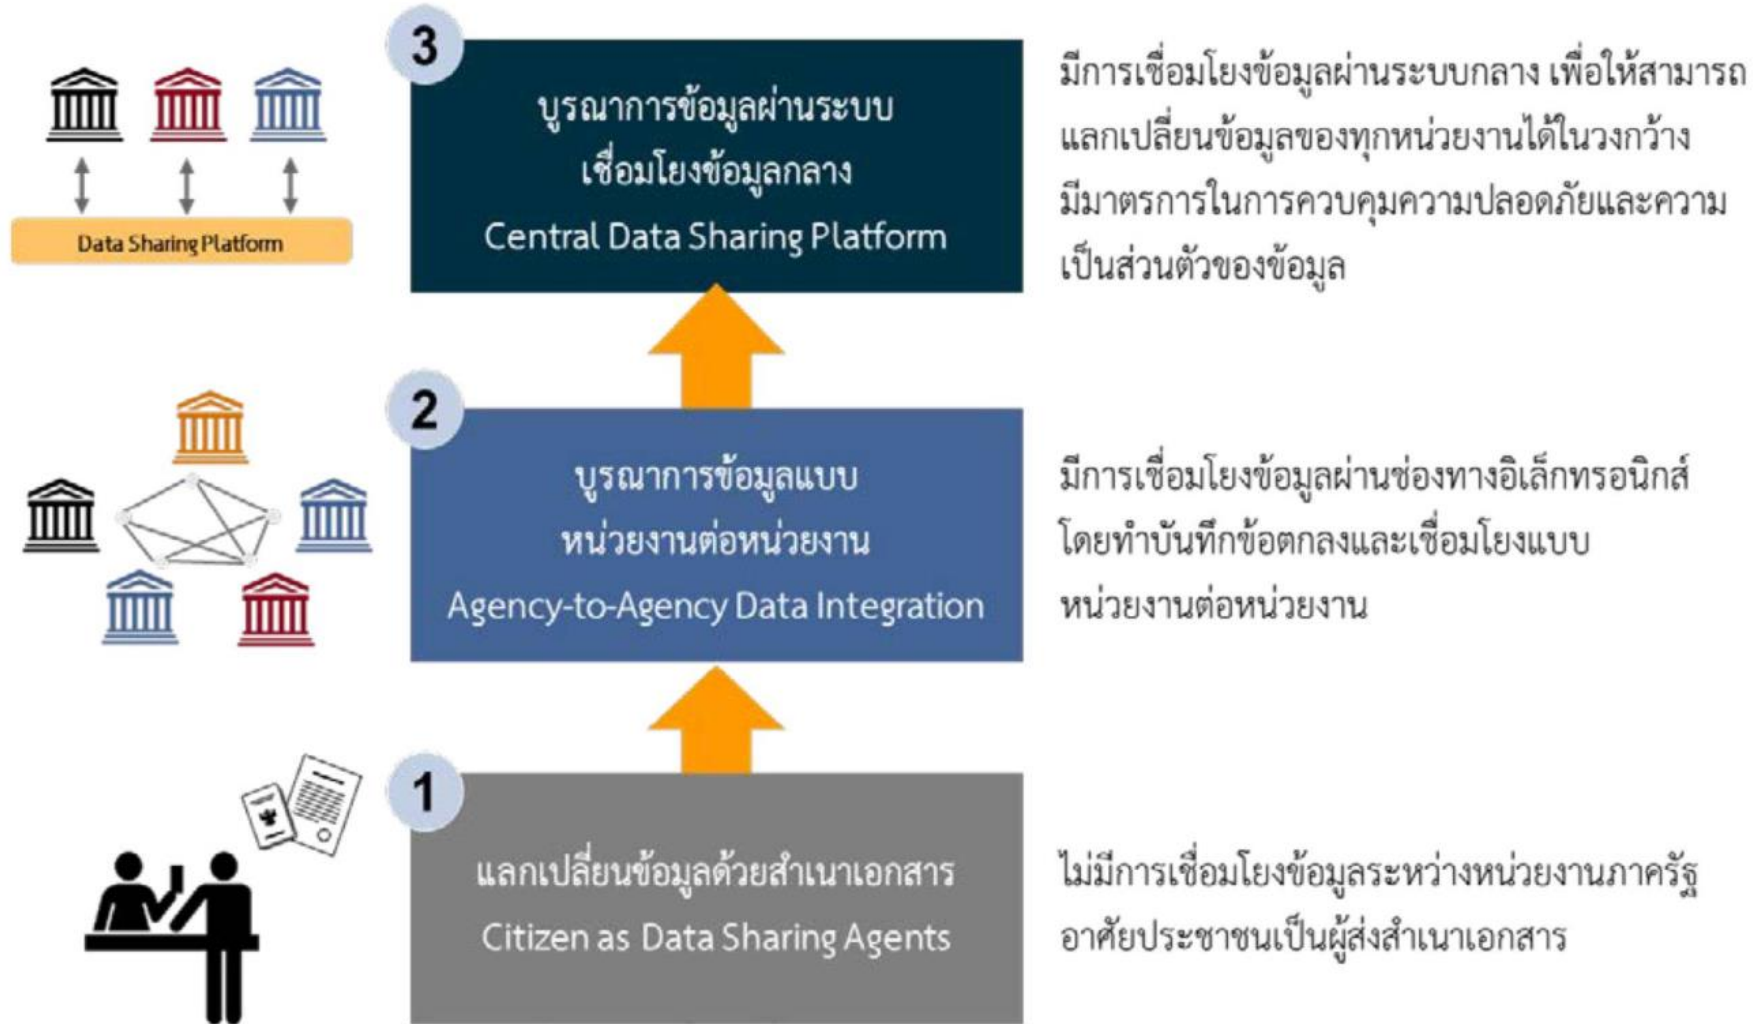 3
บูรณาการข้อมูลผ่านระบบ
เชื่อมโยงข้อมูลกลาง
Central Data Sharing Platform
Data Sharing Platform
มีการเชื่อมโยงข้อมูลผ่านระบบกลาง เพื่อให้สามารถ
แลกเปลี่ยนข้อมูลของทุกหน่วยงานได้ในวงกว้าง
มีมาตรการในการควบคุมความปลอดภัยและความ
เป็นส่วนตัวของข้อมูล
2
บูรณาการข้อมูลแบบ
หน่วยงานต่อหน่วยงาน
Agency-to-Agency Data Integration
มีการเชื่อมโยงข้อมูลผ่านช่องทางอิเล็กทรอนิกส์
โดยทำบันทึกข้อตกลงและเชื่อมโยงแบบ
หน่วยงานต่อหน่วยงาน
1
แลกเปลี่ยนข้อมูลด้วยสำเนาเอกสาร
Citizen as Data Sharing Agents
ไม่มีการเชื่อมโยงข้อมูลระหว่างหน่วยงานภาครัฐ
อาศัยประชาชนเป็นผู้ส่งสำเนาเอกสาร